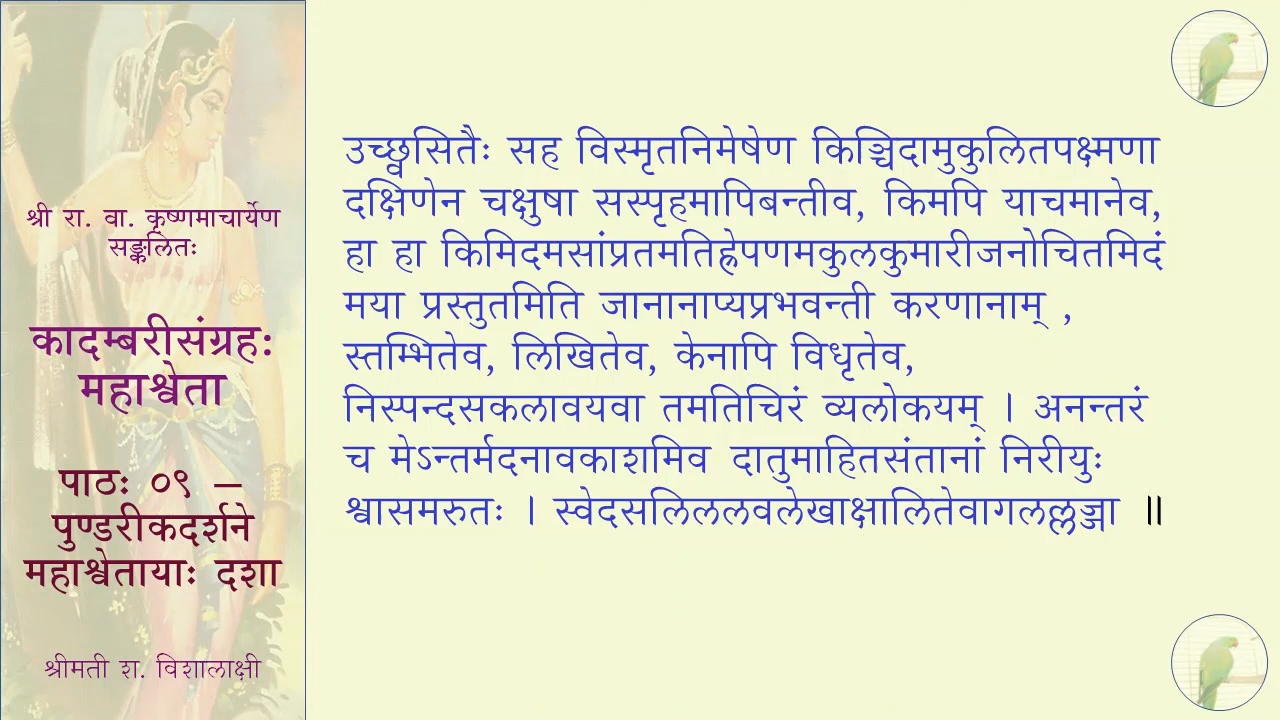 श्री रा. वा. कृष्णमाचार्येण
सङ्कलितः
कादम्बरीसंग्रहः
महाश्वेता
पाठः ०९ –
पुण्डरीकदर्शने
महाश्वेतायाः दशा
श्रीमती श. विशालाक्षी
उच्छ्वसितैः सह विस्मृतनिमेषेण किञ्चिदामुकुलितपक्ष्मणा
दक्षिणेन चक्षुषा सस्पृहमापिबन्तीव, किमपि याचमानेव,
हा हा किमिदमसांप्रतमतिह्रेपणमकुलकुमारीजनोचितमिदं
मया प्रस्तुतमिति जानानाप्यप्रभवन्ती करणानाम् ,
स्तम्भितेव, लिखितेव, केनापि विधृतेव,
निस्पन्दसकलावयवा तमतिचिरं व्यलोकयम् । अनन्तरं
च मेऽन्तर्मदनावकाशमिव दातुमाहितसंतानां निरीयुः
श्वासमरुतः । स्वेदसलिललवलेखाक्षालितेवागलल्लज्जा ॥